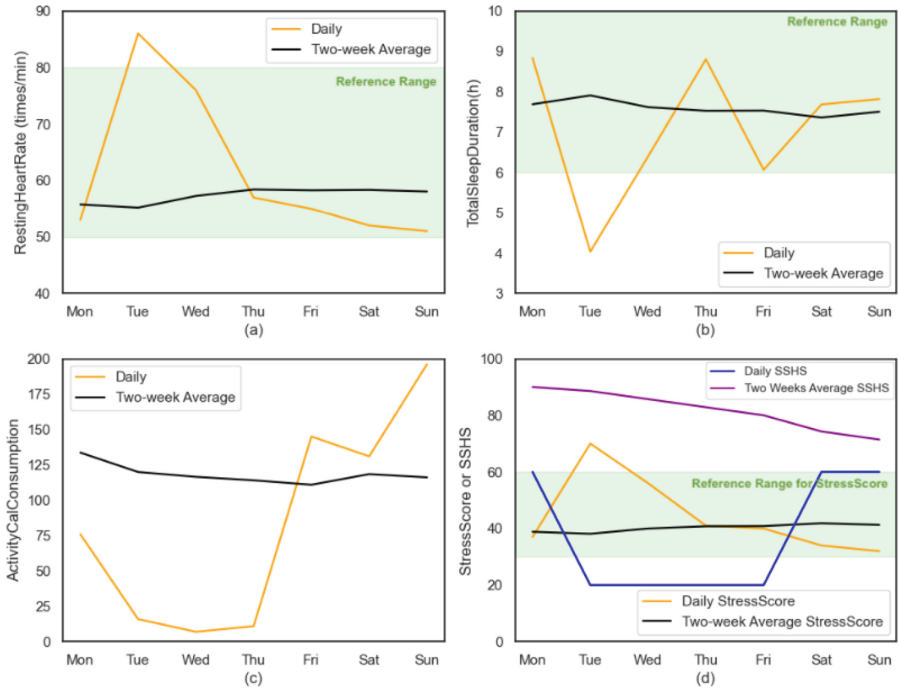 90
80
70
60
50
40
RestingHeartRate (times/min)
Daily
Two-week Average
Reference Range
Mon Tue Wed Thu Fri Sat Sun
(a)
10
9
8
7
6
5
4
3
TotalSleepDuration(h)
Reference Range
Daily
Two-week Average
Mon Tue Wed Thu Fri Sat Sun
(b)
200
175
150
125
100
75
50
25
0
ActivityCalConsumption
Daily
Two-week Average
Mon Tue Wed Thu Fri Sat Sun
(c)
100
80
60
40
20
0
StressScore or SSHS
Daily SSHS
Two Weeks Average SSHS
Reference Range for StressScore
Daily StressScore
Two-week Average StressScore
Mon Tue Wed Thu Fri Sat Sun
(d)